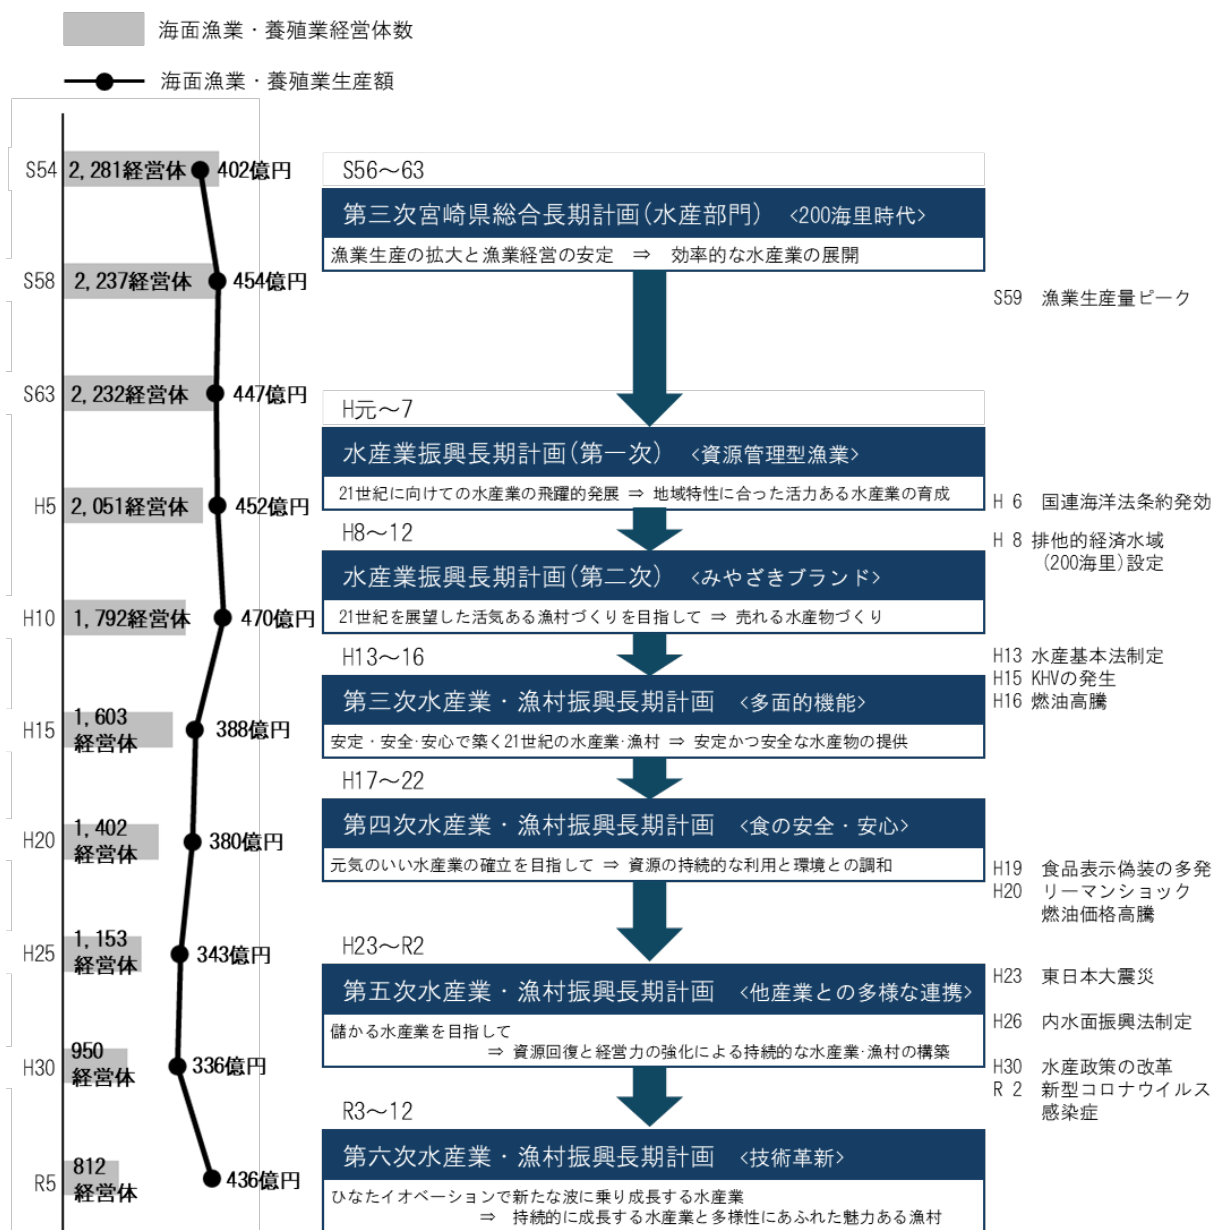 海面漁業・養殖業経営体数
海面漁業・養殖業生産額
S54 2,281経営体 402億円
S58 2,237経営体 454億円
S63 2,232経営体 447億円
H5 2,051経営体 452億円
H10 1,792経営体 470億円
H15 1,603
経営体 388億円
H20 1,402
経営体 380億円
H25 1,153
経営体 343億円
H30 950
経営体 336億円
R5 812
経営体 436億円
S56～63
第三次宮崎県総合長期計画(水産部門) <200海里時代>
漁業生産の拡大と漁業経営の安定 ⇒ 効率的な水産業の展開
H元～7
水産業振興長期計画(第一次) <資源管理型漁業>
21世紀に向けての水産業の飛躍的発展 ⇒ 地域特性に合った活力ある水産業の育成
H8～12
水産業振興長期計画(第二次) <みやざきブランド>
21世紀を展望した活気ある漁村づくりを目指して ⇒ 売れる水産物づくり
H13～16
第三次水産業・漁村振興長期計画 <多面的機能>
安定・安全・安心で築く21世紀の水産業・漁村 ⇒ 安定かつ安全な水産物の提供
H17～22
第四次水産業・漁村振興長期計画 <食の安全・安心>
元気のいい水産業の確立を目指して ⇒ 資源の持続的な利用と環境との調和
H23～R2
第五次水産業・漁村振興長期計画 <他産業との多様な連携>
儲かる水産業を目指して
⇒ 資源回復と経営力の強化による持続的な水産業・漁村の構築
R3～12
第六次水産業・漁村振興長期計画 <技術革新>
ひなたイオベーションで新たな波に乗り成長する水産業
⇒ 持続的に成長する水産業と多様性にあふれた魅力ある漁村
S59 漁業生産量ピーク
H 6 国連海洋法条約発効
H 8 排他的経済水域
(200海里)設定
H13 水産基本法制定
H15 KHVの発生
H16 燃油高騰
H19 食品表示偽装の多発
H20 リーマンショック
燃油価格高騰
H23 東日本大震災
H26 内水面振興法制定
H30 水産政策の改革
R 2 新型コロナウイルス
感染症